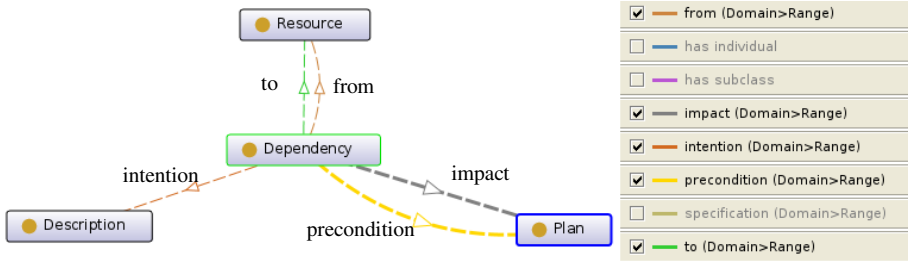 Resource
to
from
Dependency
intention
impact
Description
precondition
Plan
from (Domain>Range)
has individual
has subclass
impact (Domain>Range)
intention (Domain>Range)
precondition (Domain>Range)
specification (Domain>Range)
to (Domain>Range)